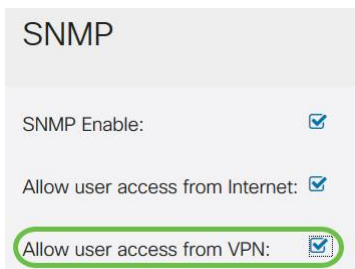 SNMP
SNMP Enable:
Allow user access from Internet:
Allow user access from VPN: